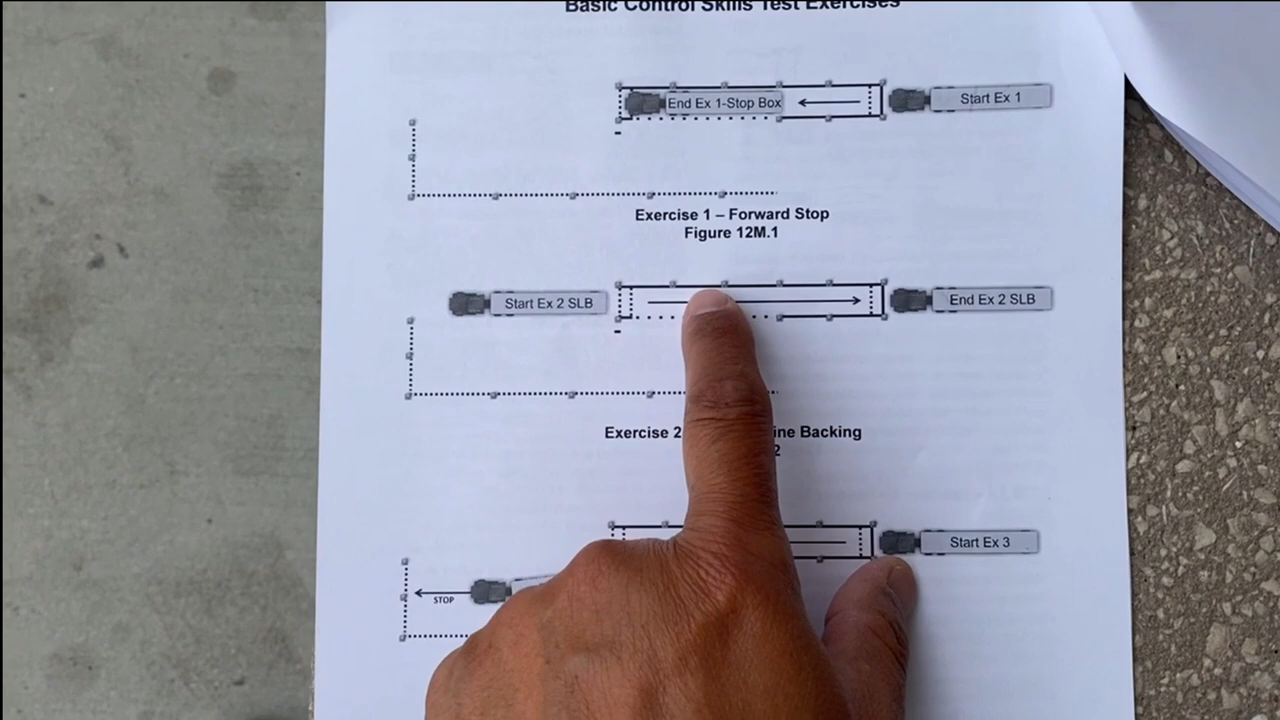 Basic Control Skills Test Exercises
End Ex 1-Stop Box
Start Ex 1
Exercise 1 – Forward Stop
Figure 12M.1
Start Ex 2 SLB
End Ex 2 SLB
Exercise 2 ine Backing
2
Start Ex 3
STOP